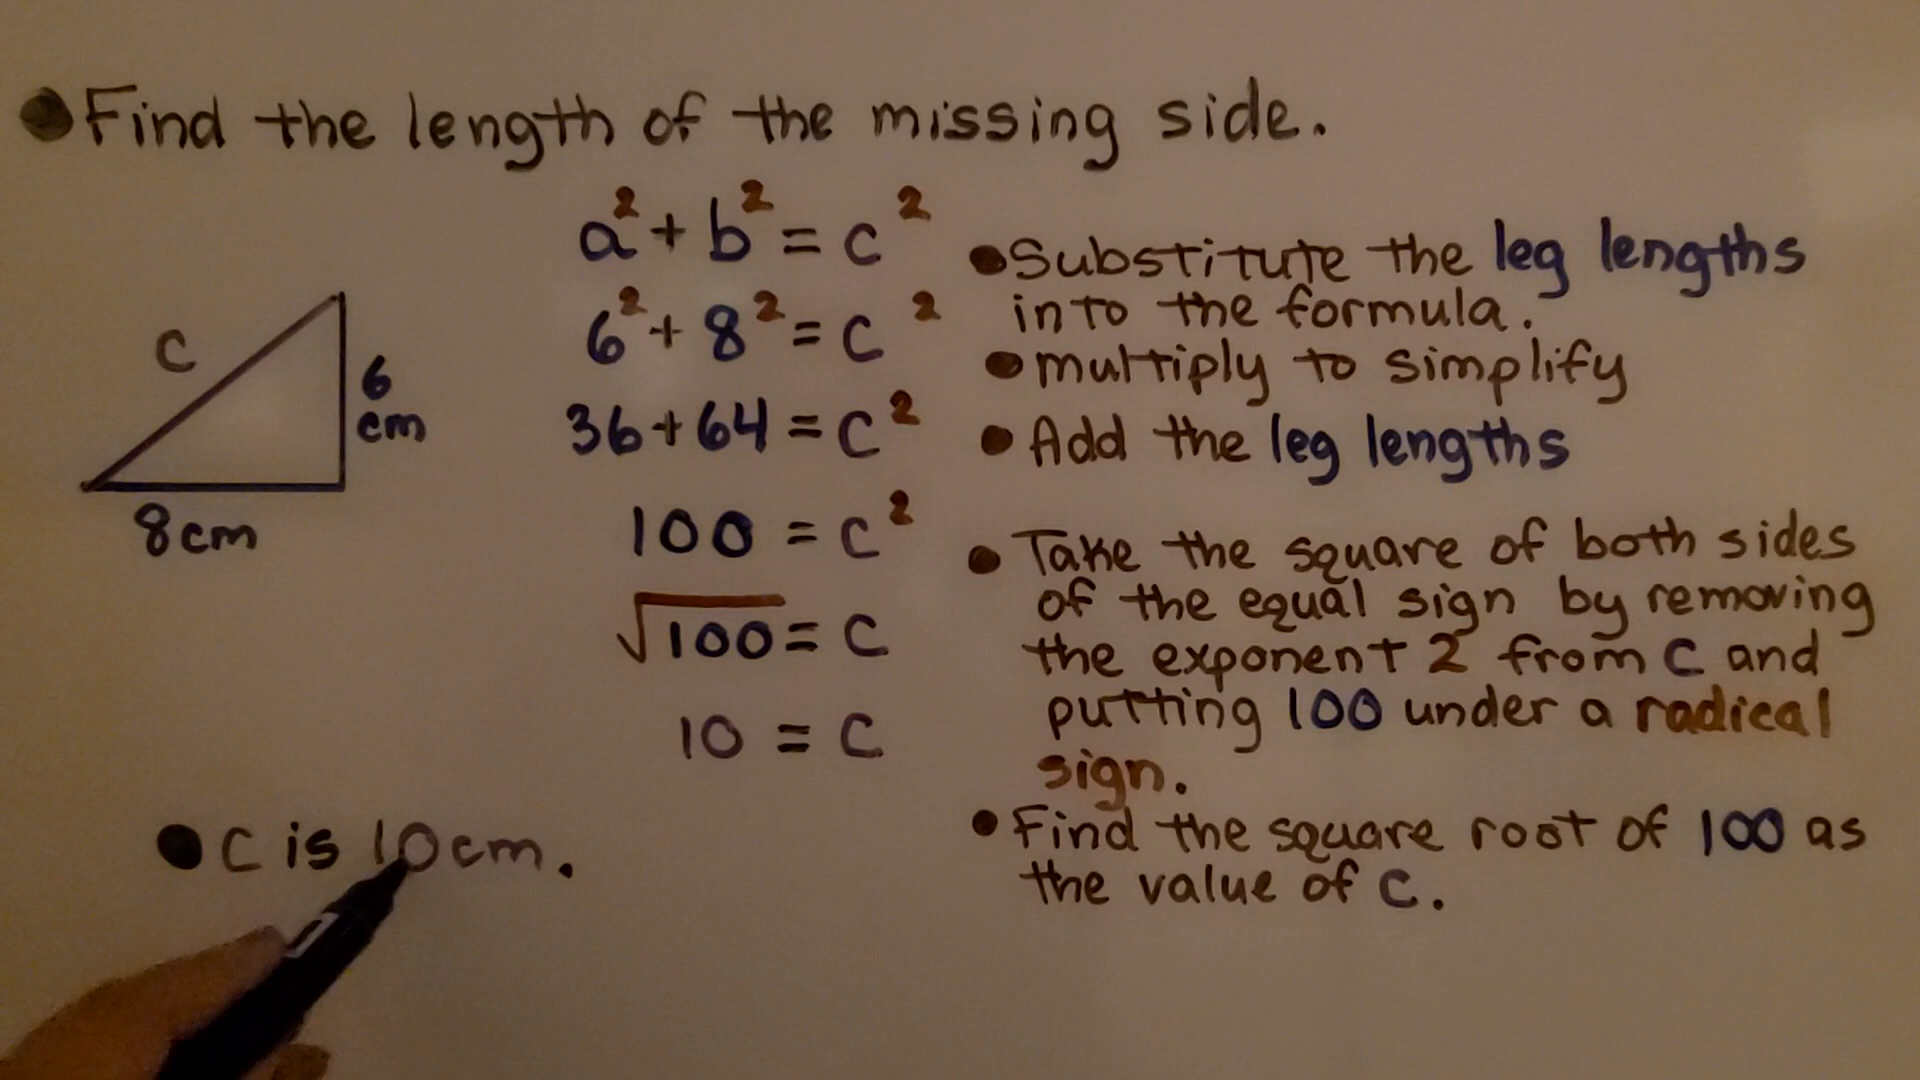 •Find the length of the missing side.
a² + b² = c²
6² + 8² = c²
36 + 64 = c²
100 = c²
√100 = c
10 = c
c
6
cm
8cm
•C is 10cm.
•Substitute the leg lengths
into the formula.
•multiply to simplify
•Add the leg lengths
•Take the square of both sides
of the equal sign by removing
the exponent 2 from c and
putting 100 under a radical
sign.
•Find the square root of 100 as
the value of c.